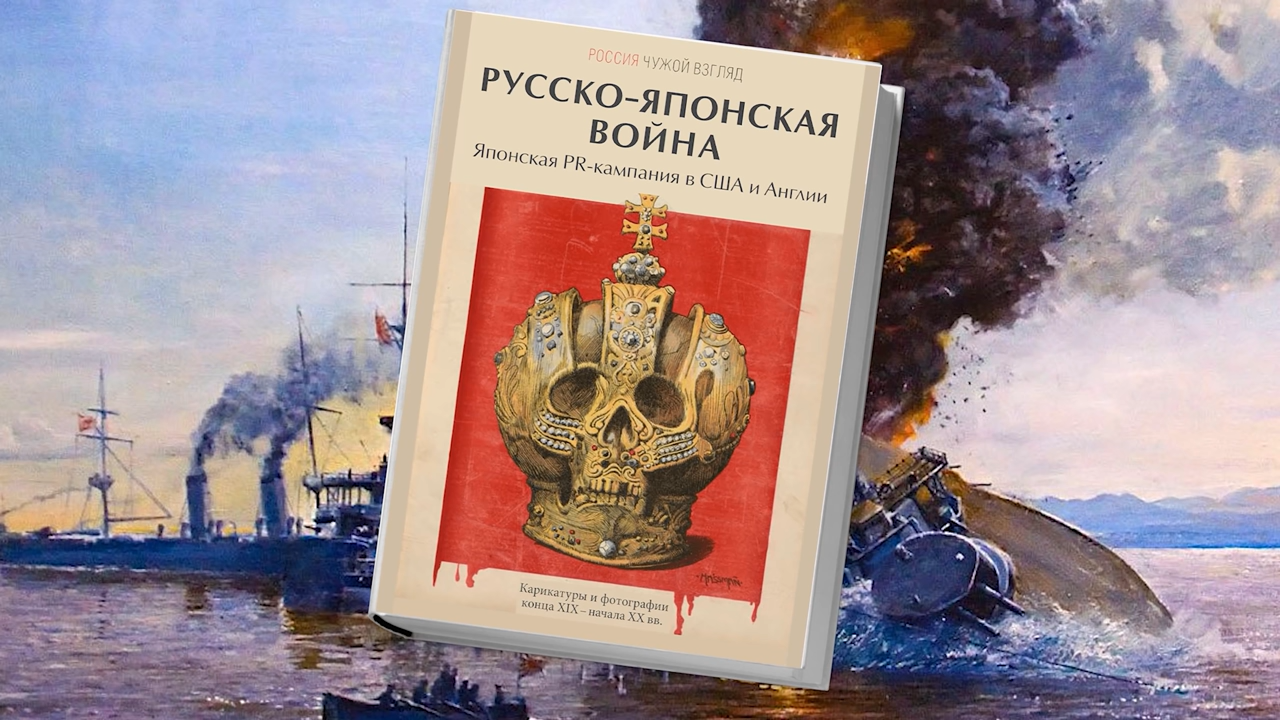 РОССИЯ ЧУЖОЙ ВЗГЛЯД
РУССКО-ЯПОНСКАЯ
ВОЙНА
Японская PR-кампания в США и Англии
Карикатуры и фотографии
конца XIX – начала XX вв.